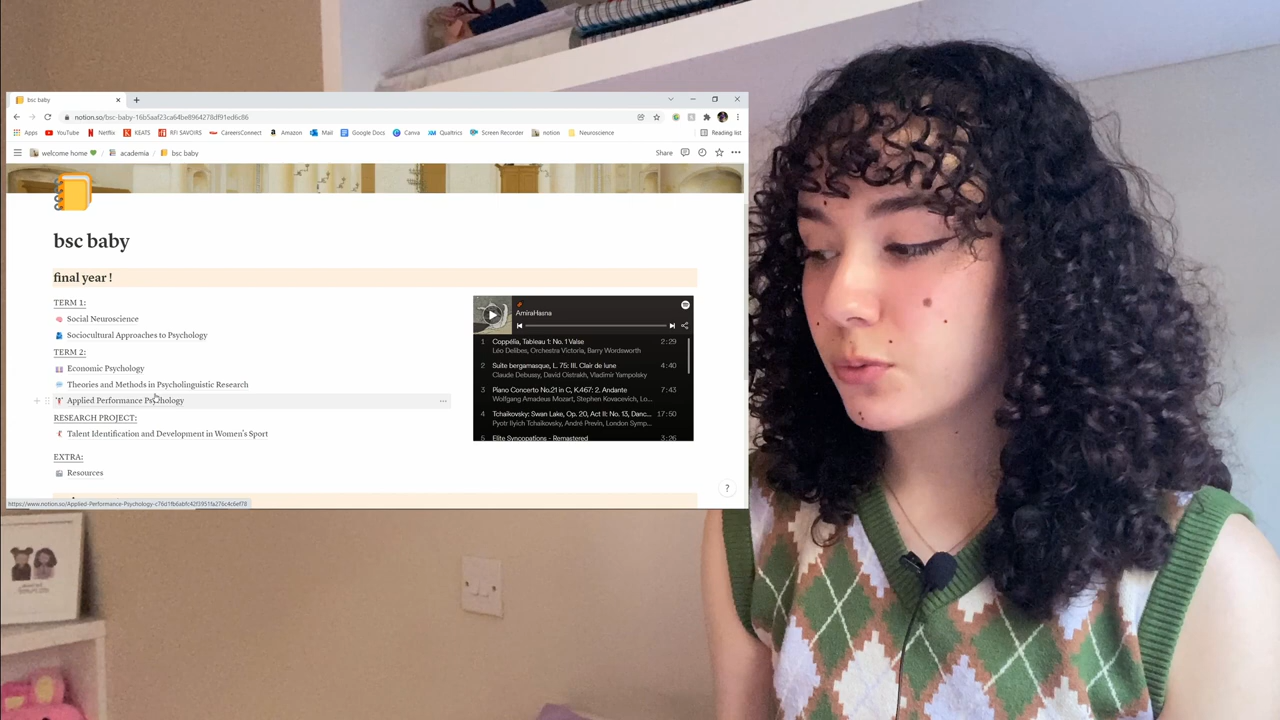 bsc baby
notion.so/bsc-baby-16b5aaf23ca64be8964278df91ed6c86
Apps YouTube Netflix KEATS RFI SAVOIRS CareersConnect Amazon Mail Google Docs Canva Qualtrics Screen Recorder notion Neuroscience Reading list
welcome home / academia / bsc baby Share
bsc baby
final year !
TERM 1:
Social Neuroscience
Sociocultural Approaches to Psychology
TERM 2:
Economic Psychology
Theories and Methods in Psycholinguistic Research
Applied Performance Psychology
RESEARCH PROJECT:
Talent Identification and Development in Women's Sport
EXTRA:
Resources
AmiraHasna
1 Coppélia, Tableau 1: No. 1 Valse 2:29
Léo Delibes, Orchestra Victoria, Barry Wordsworth
2 Suite bergamasque, L. 75: III. Clair de lune 4:40
Claude Debussy, David Oistrakh, Vladimir Yampolsky
3 Piano Concerto No.21 in C, K.467: 2. Andante 7:43
Wolfgang Amadeus Mozart, Stephen Kovacevich, Lo...
4 Tchaikovsky: Swan Lake, Op. 20, Act II: No. 13, Danc... 17:50
Pyotr Ilyich Tchaikovsky, André Previn, London Symp...
5 Elite Syncopations - Remastered 3:26
?